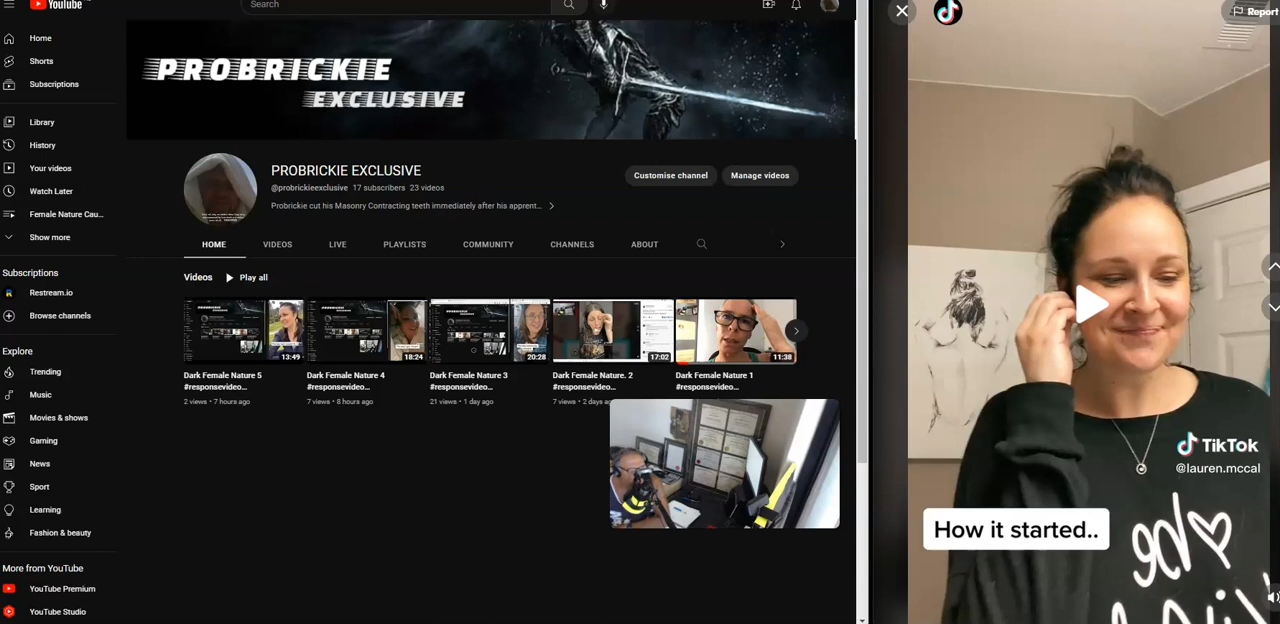 YouTube
Search
Home
Shorts
Subscriptions
Library
History
Your videos
Watch Later
Female Nature Cau...
Show more
Subscriptions
Restream.io
Browse channels
Explore
Trending
Music
Movies & shows
Gaming
News
Sport
Learning
Fashion & beauty
More from YouTube
YouTube Premium
YouTube Studio
PROBRICKIE
EXCLUSIVE
PROBRICKIE EXCLUSIVE
@probrickieexclusive 17 subscribers 23 videos
Probrickie cut his Masonry Contracting teeth immediately after his apprent...
Customise channel
Manage videos
HOME
VIDEOS
LIVE
PLAYLISTS
COMMUNITY
CHANNELS
ABOUT
Videos
Play all
13:49
18:24
20:28
17:02
11:38
Dark Female Nature 5
#responsevideo...
2 views • 7 hours ago
Dark Female Nature 4
#responsevideo...
7 views • 8 hours ago
Dark Female Nature 3
#responsevideo...
21 views • 1 day ago
Dark Female Nature. 2
#responsevideo...
7 views • 2 days
Dark Female Nature 1
#responsevideo...
Report
TikTok
@lauren.mccal
How it started..